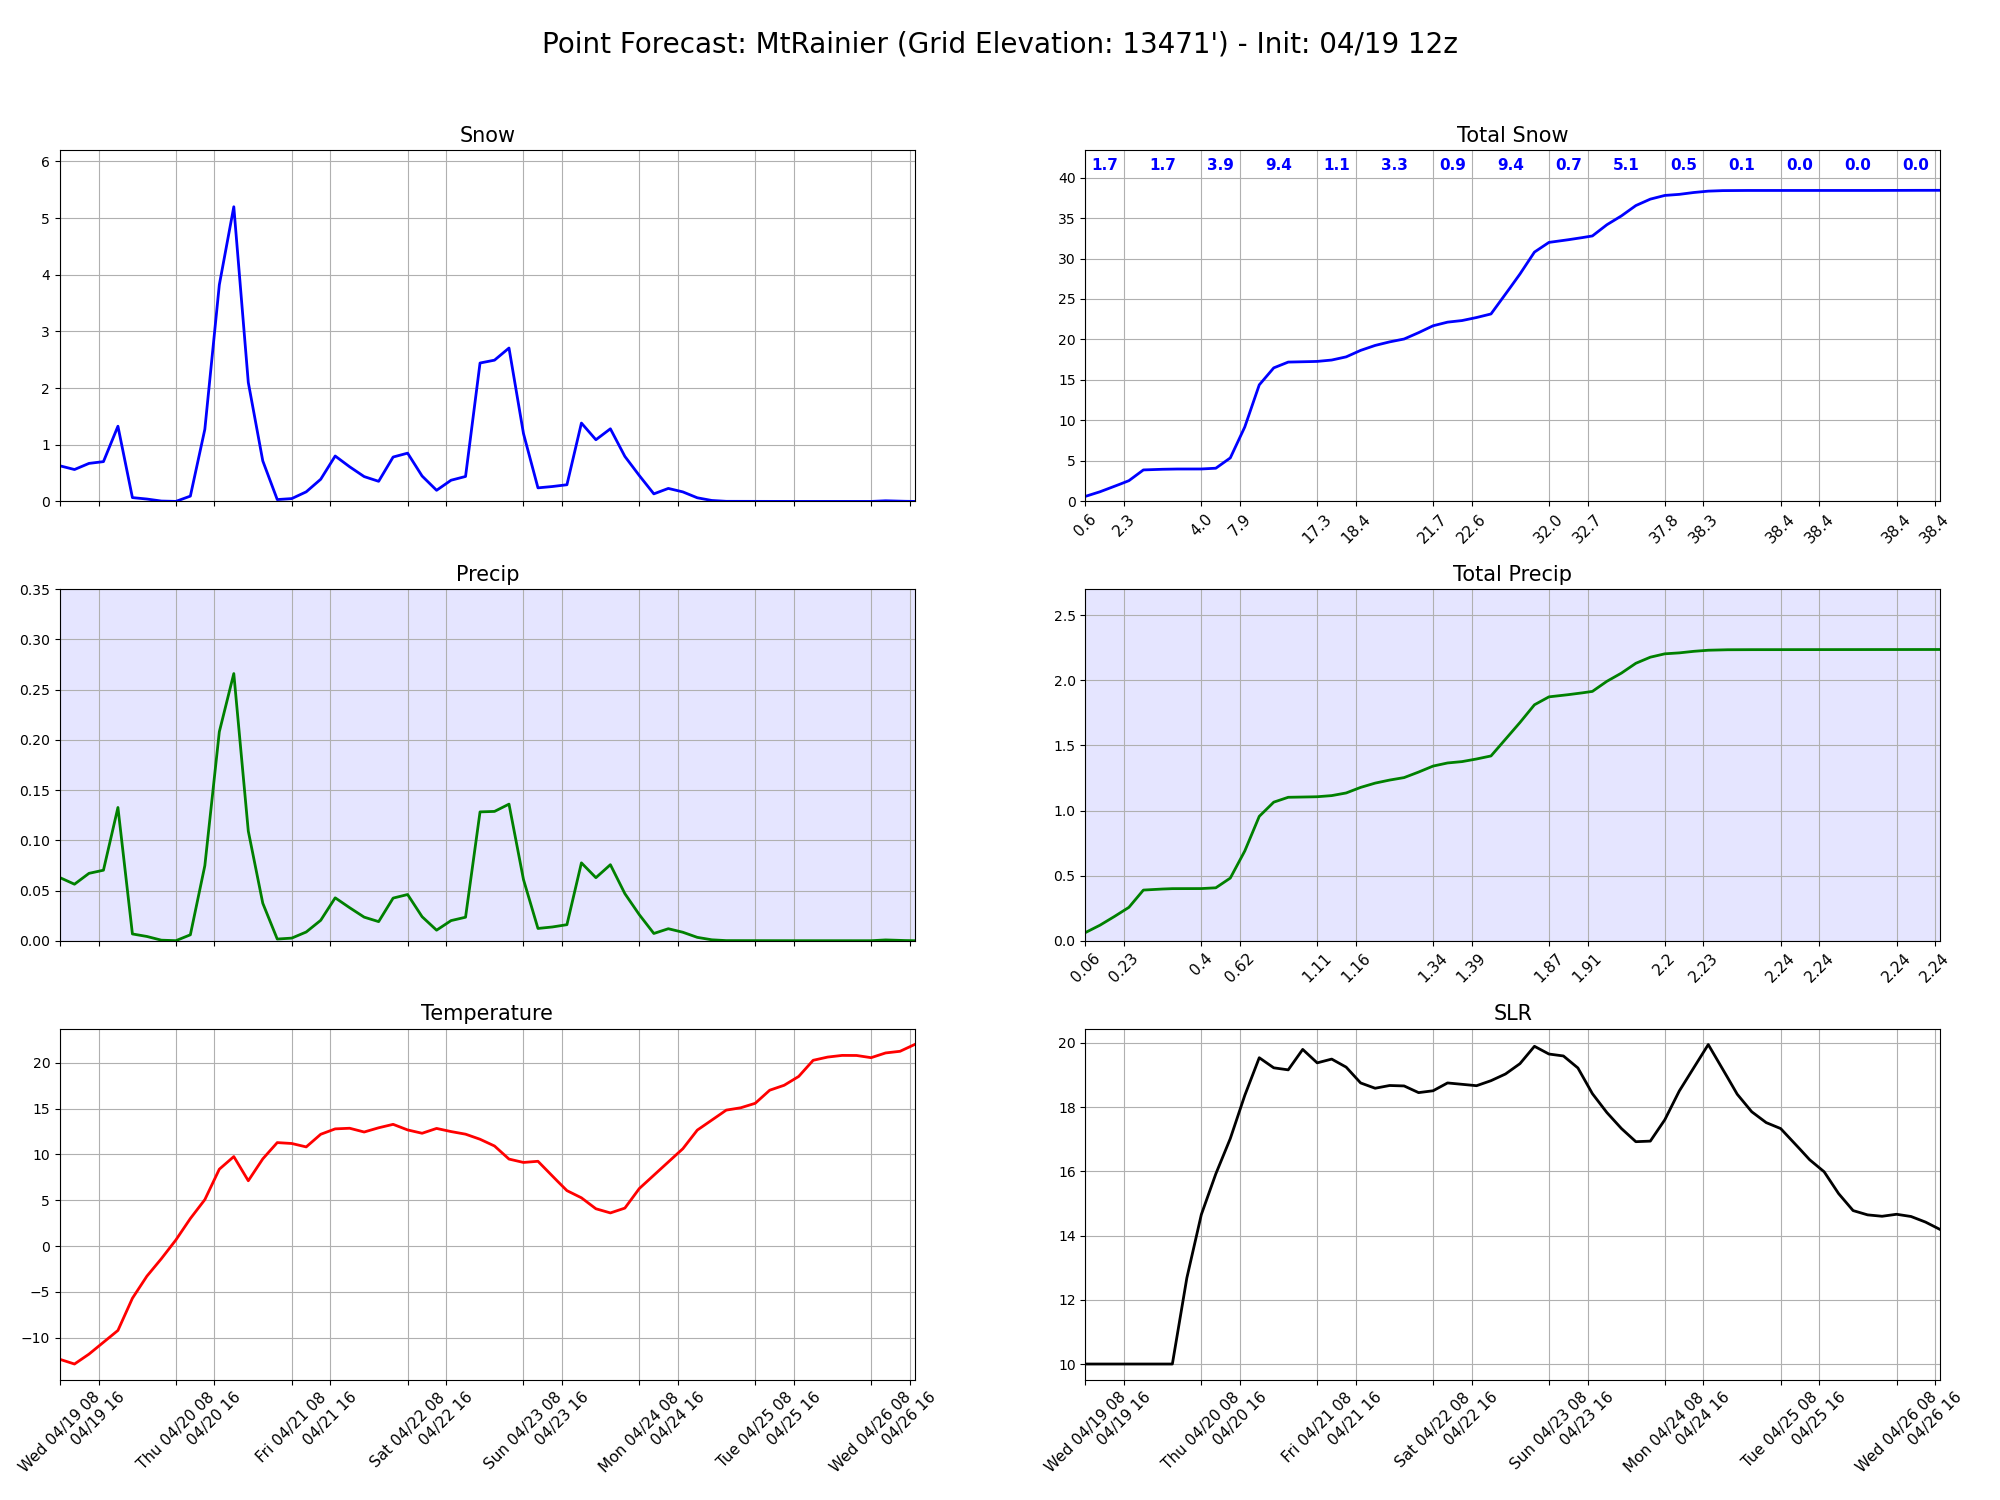 Point Forecast: MtRainier (Grid Elevation: 13471') - Init: 04/19 12z
Snow
6
5
4
3
2
1
0
Total Snow
1.7 1.7 3.9 9.4 1.1 3.3 0.9 9.4 0.7 5.1 0.5 0.1 0.0 0.0 0.0
40
35
30
25
20
15
10
5
0
0.6 2.3 4.0 7.9 17.3 18.4 21.7 22.6 32.0 32.7 37.8 38.3 38.4 38.4 38.4 38.4
Precip
0.35
0.30
0.25
0.20
0.15
0.10
0.05
0.00
Total Precip
2.5
2.0
1.5
1.0
0.5
0.0
0.06 0.23 0.4 0.62 1.11 1.16 1.34 1.39 1.87 1.91 2.2 2.23 2.24 2.24 2.24 2.24
Temperature
20
15
10
5
0
−5
−10
Wed 04/19 08
04/19 16
Thu 04/20 08
04/20 16
Fri 04/21 08
04/21 16
Sat 04/22 08
04/22 16
Sun 04/23 08
04/23 16
Mon 04/24 08
04/24 16
Tue 04/25 08
04/25 16
Wed 04/26 08
04/26 16
SLR
20
18
16
14
12
10
Wed 04/19 08
04/19 16
Thu 04/20 08
04/20 16
Fri 04/21 08
04/21 16
Sat 04/22 08
04/22 16
Sun 04/23 08
04/23 16
Mon 04/24 08
04/24 16
Tue 04/25 08
04/25 16
Wed 04/26 08
04/26 16